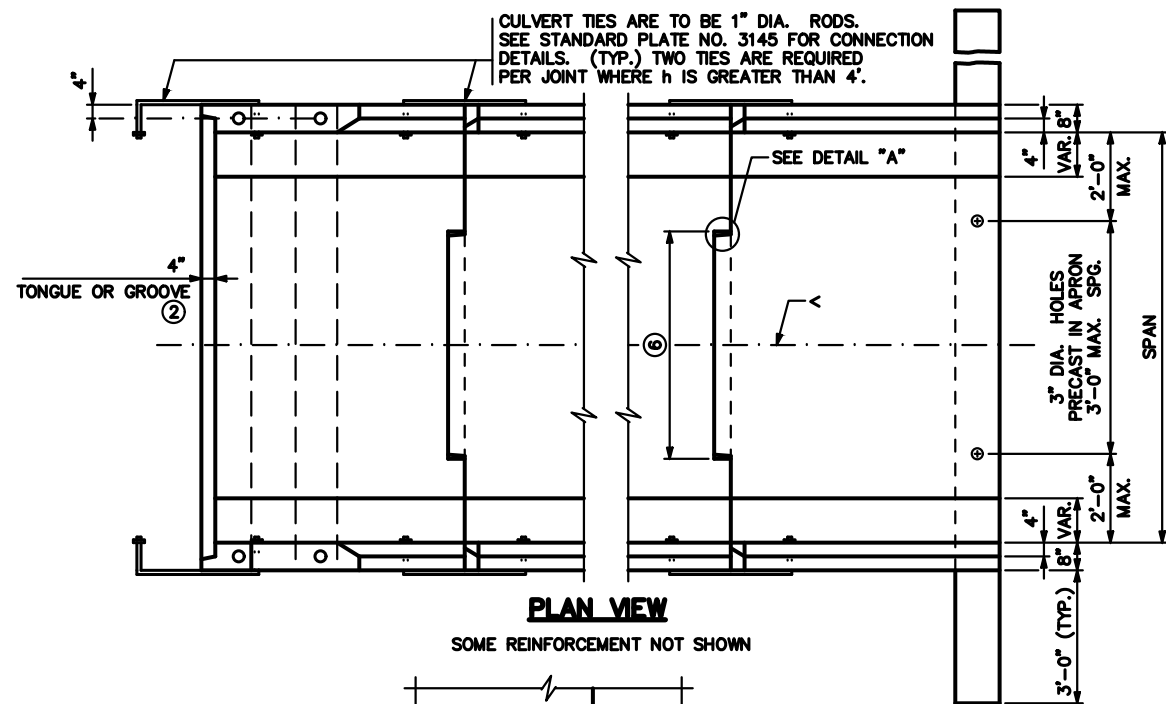 CULVERT TIES ARE TO BE 1" DIA. RODS.
SEE STANDARD PLATE NO. 3145 FOR CONNECTION
DETAILS. (TYP.) TWO TIES ARE REQUIRED
PER JOINT WHERE h IS GREATER THAN 4'.
4"
8"
4"
VAR.
2'-0"
MAX.
SEE DETAIL "A"
4"
TONGUE OR GROOVE
②
⑥
<
3" DIA. HOLES
PRECAST IN APRON
3'-0" MAX. SPG.
SPAN
2'-0"
MAX.
4"
VAR.
8"
3'-0" (TYP.)
PLAN VIEW
SOME REINFORCEMENT NOT SHOWN